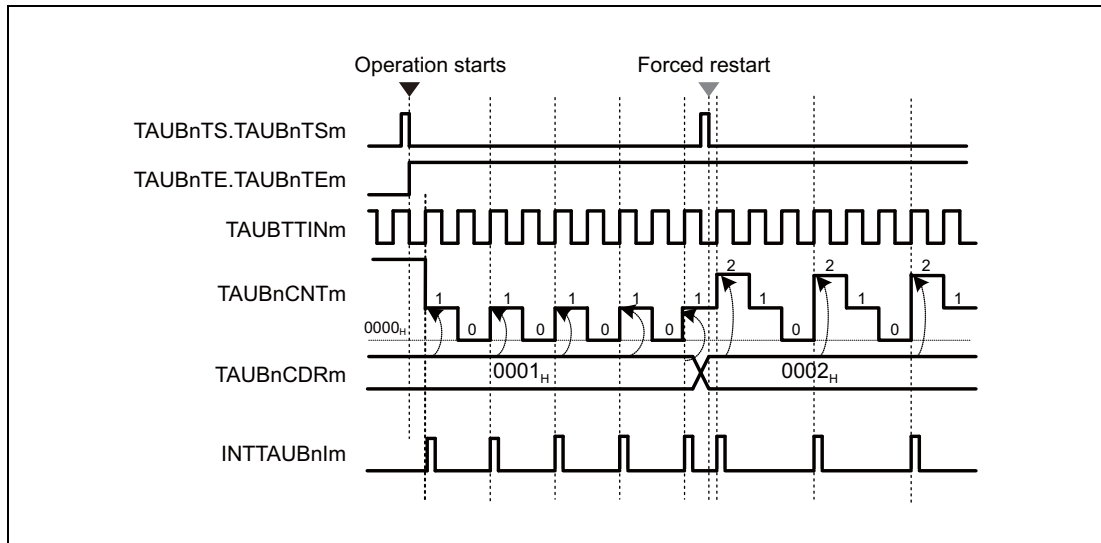 Operation starts Forced restart
TAUBnTS.TAUBnTSm
TAUBnTE.TAUBnTEm
TAUBTTINm
2 2 2
TAUBnCNTm 1 1 1 1 1 1 1 1
0000H 0 0 0 0 0 0
TAUBnCDRm 0001H 0002H
INTTAUBnIm